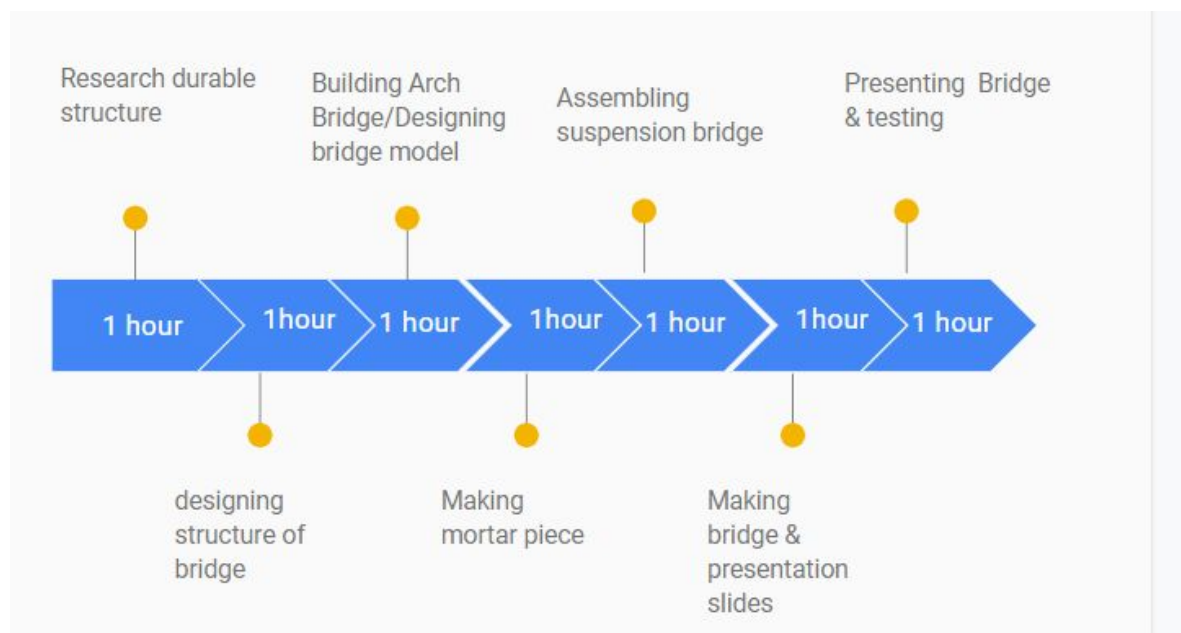 Research durable
structure
Building Arch
Bridge/Designing
bridge model
Assembling
suspension bridge
Presenting  Bridge
& testing
1 hour
1hour
1 hour
1hour
1 hour
1hour
1 hour
designing
structure of
bridge
Making
mortar piece
Making
bridge &
presentation
slides